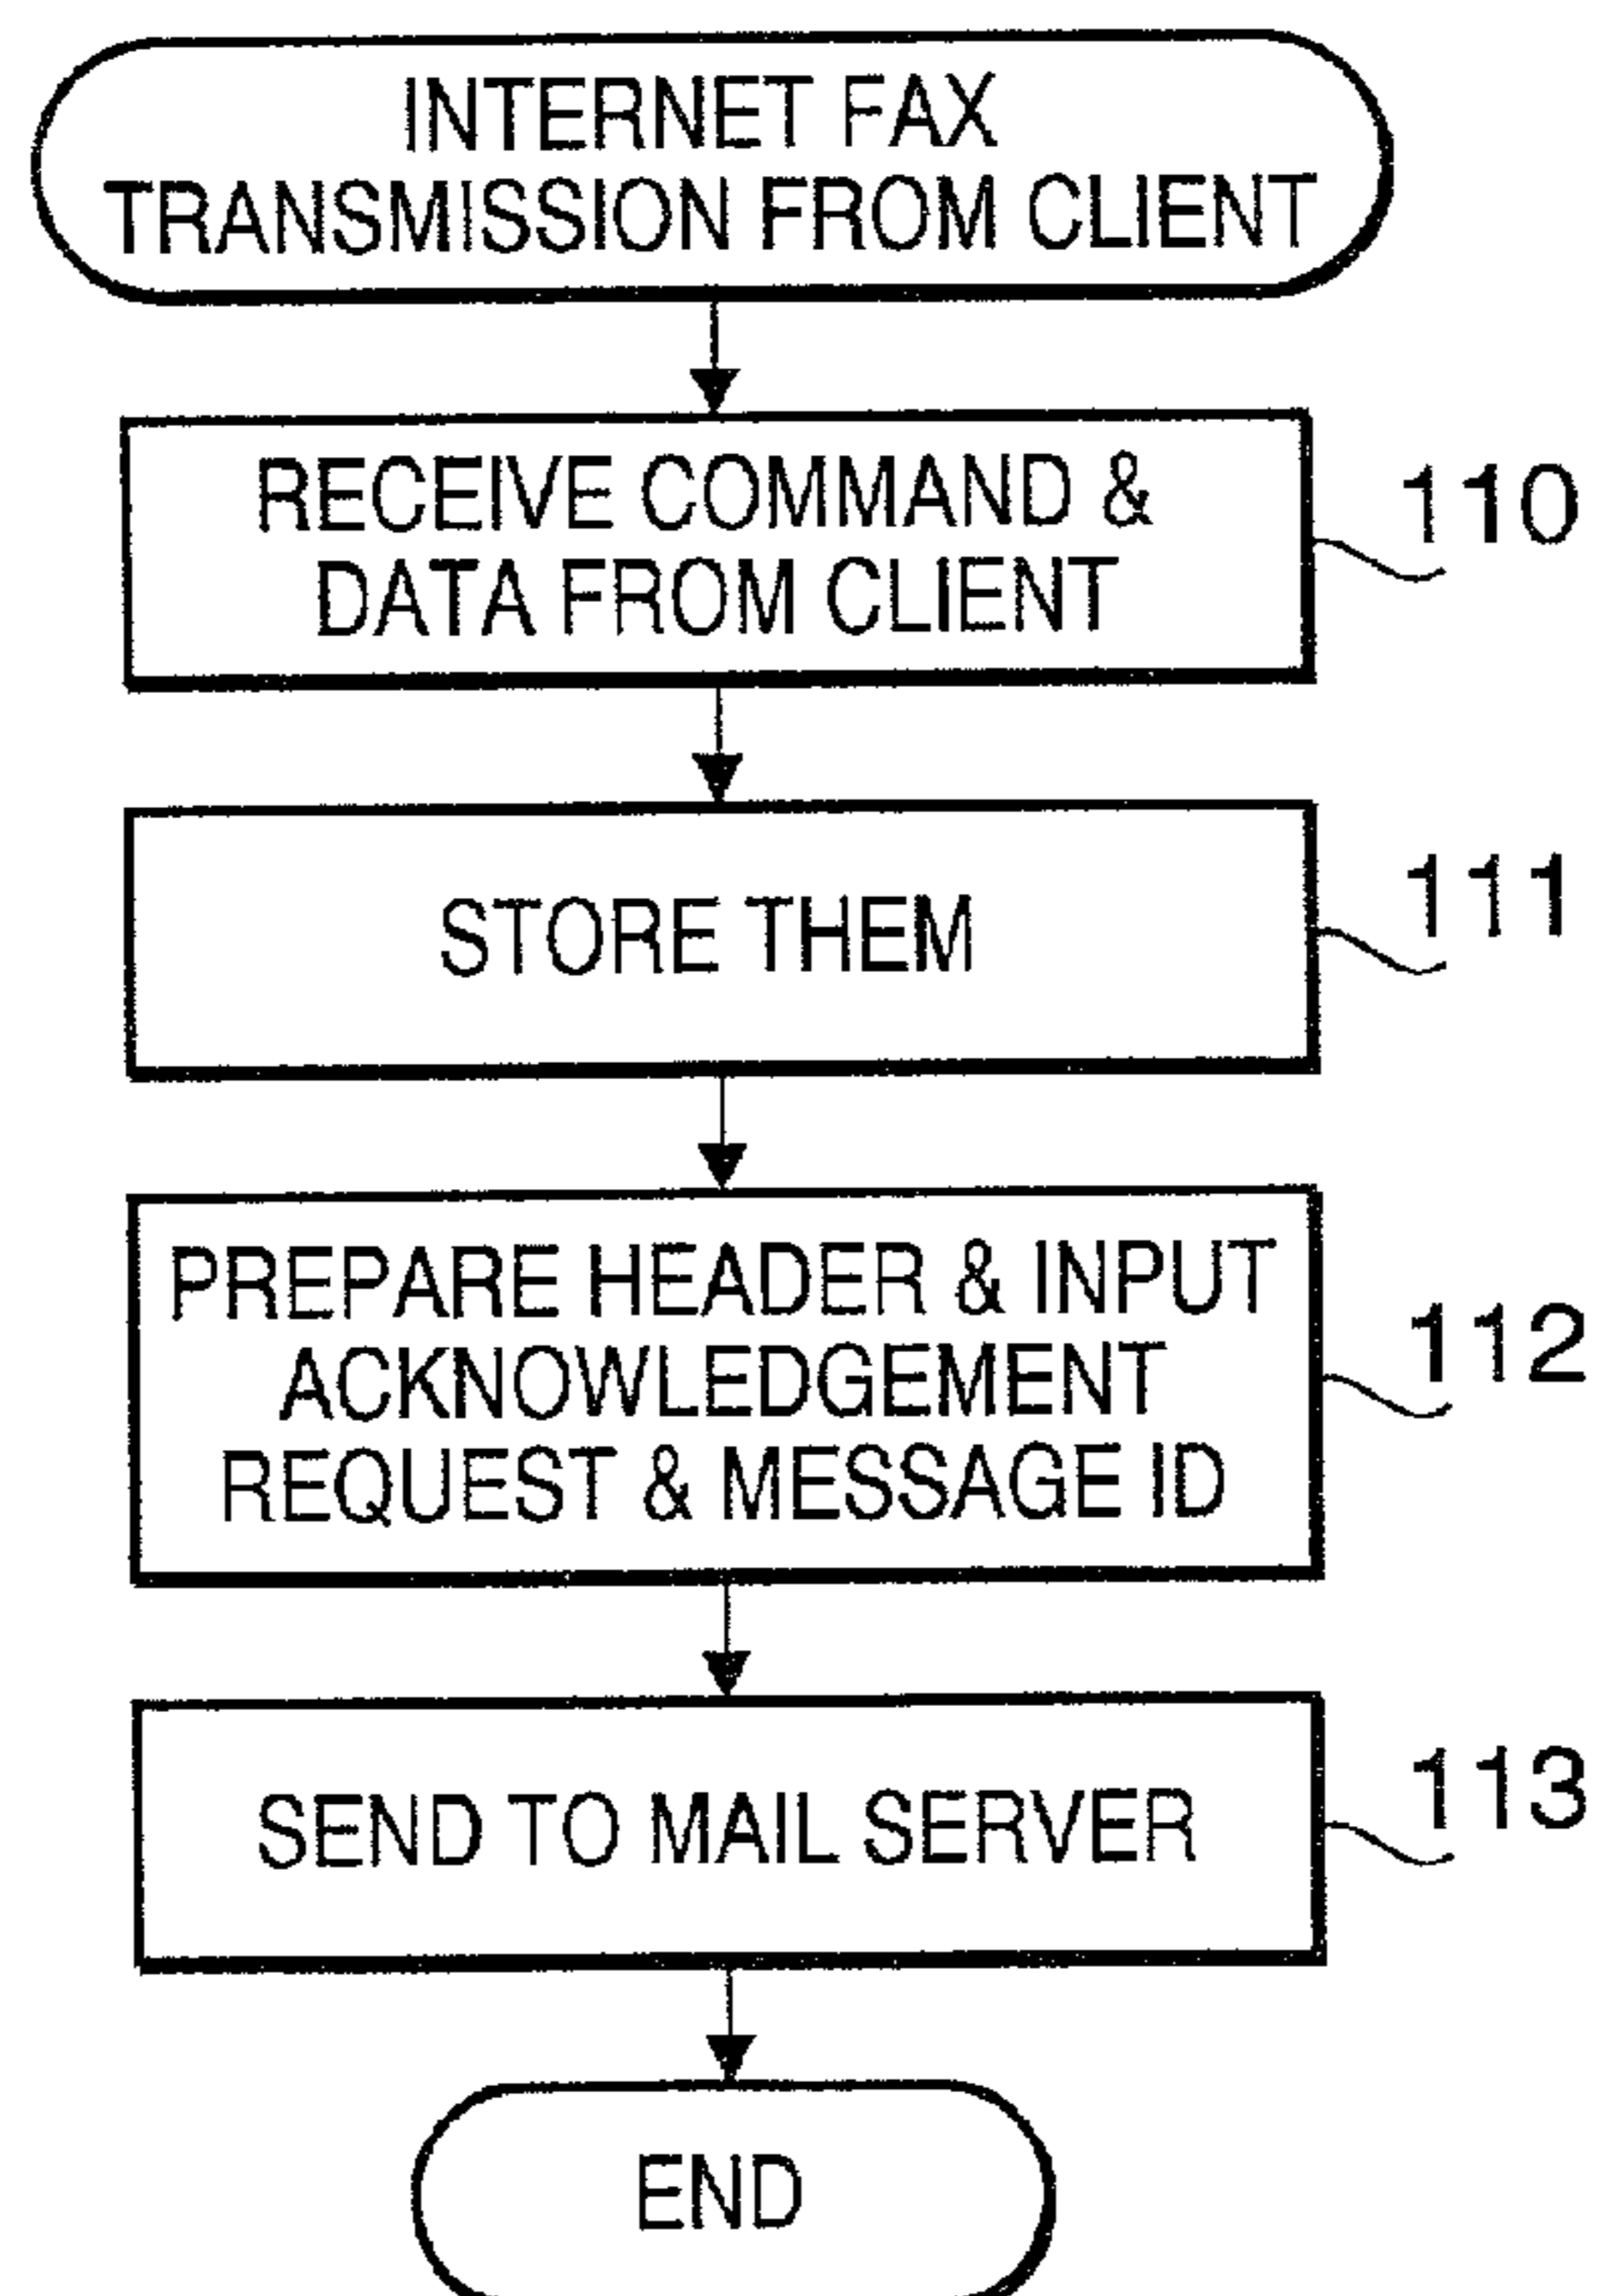 INTERNET FAX
TRANSMISSION FROM CLIENT
RECEIVE COMMAND &
DATA FROM CLIENT
110
STORE THEM
111
PREPARE HEADER & INPUT
ACKNOWLEDGEMENT
REQUEST & MESSAGE ID
112
SEND TO MAIL SERVER
113
END